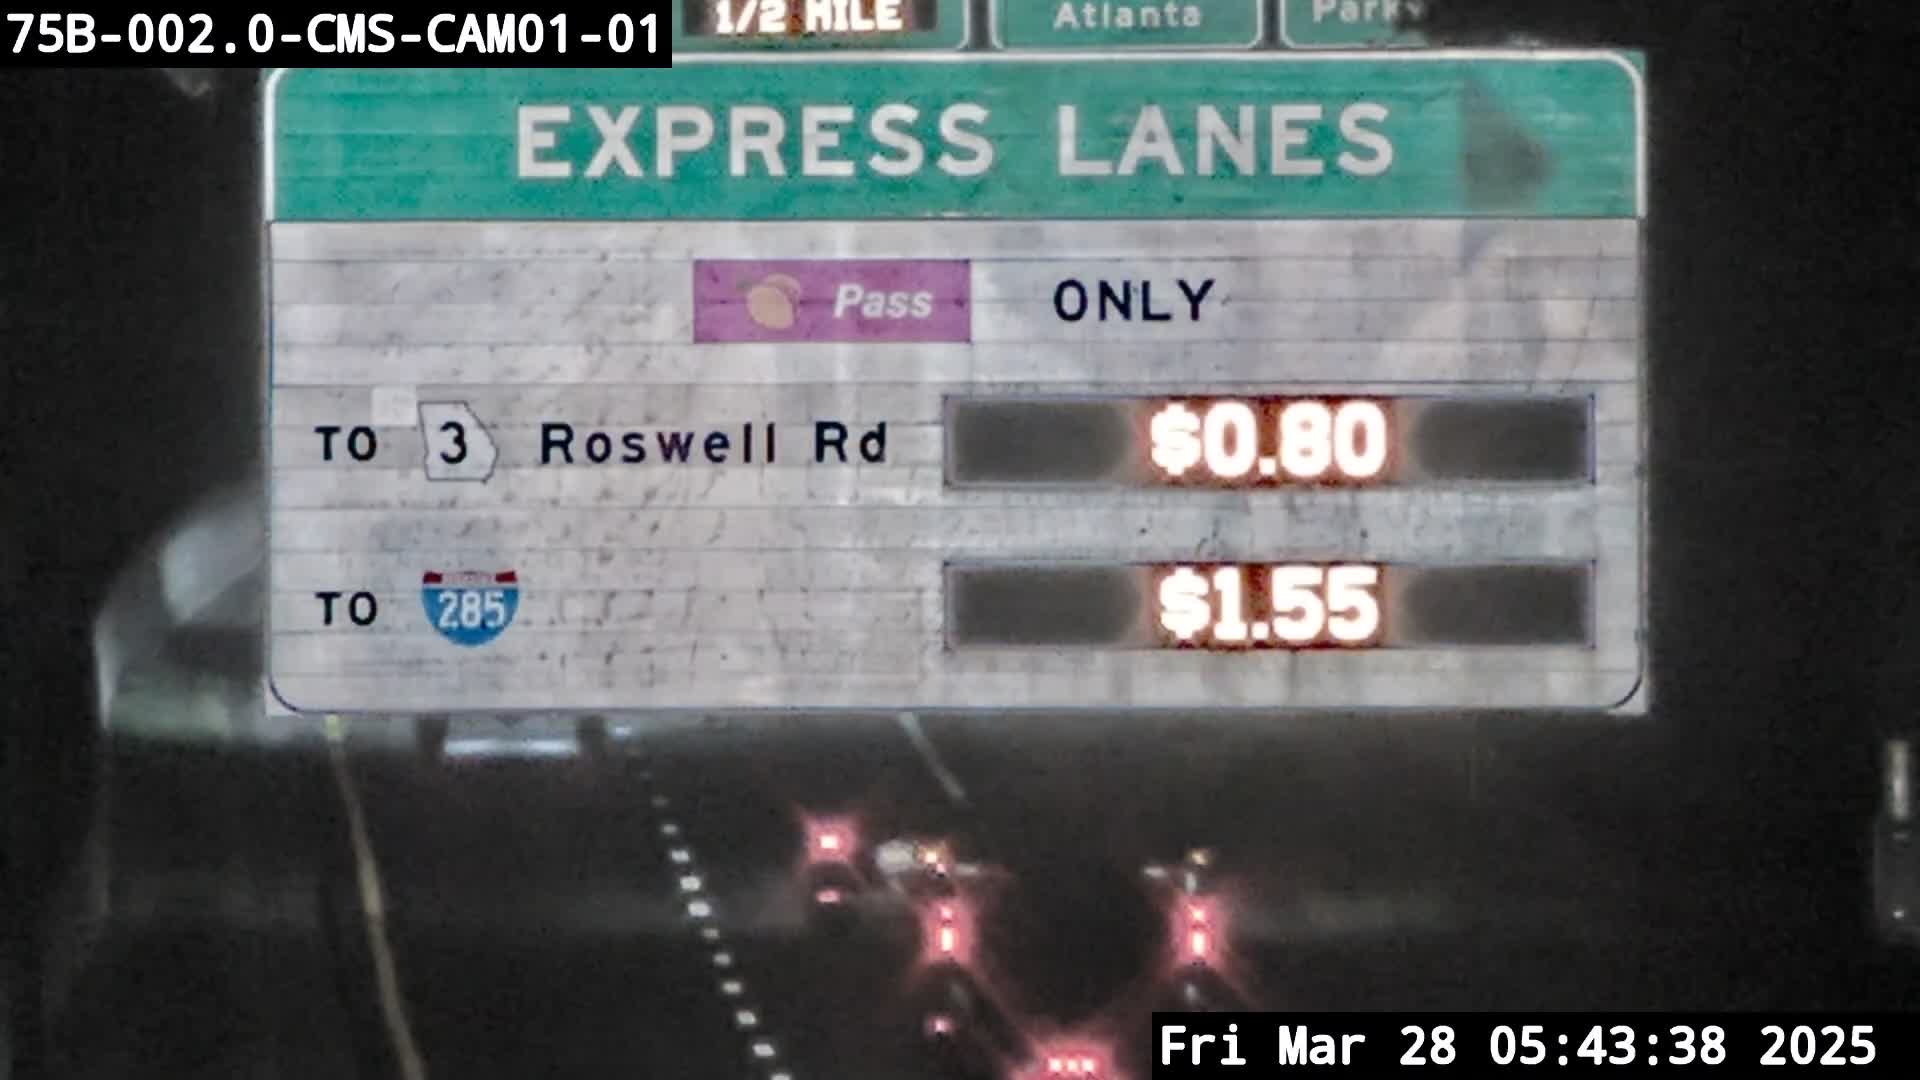 75B-002.0-CMS-CAM01-01
1/2 MILE
Atlanta
EXPRESS LANES
Pass ONLY
TO 3 Roswell Rd $0.80
TO 285 $1.55
Fri Mar 28 05:43:38 2025